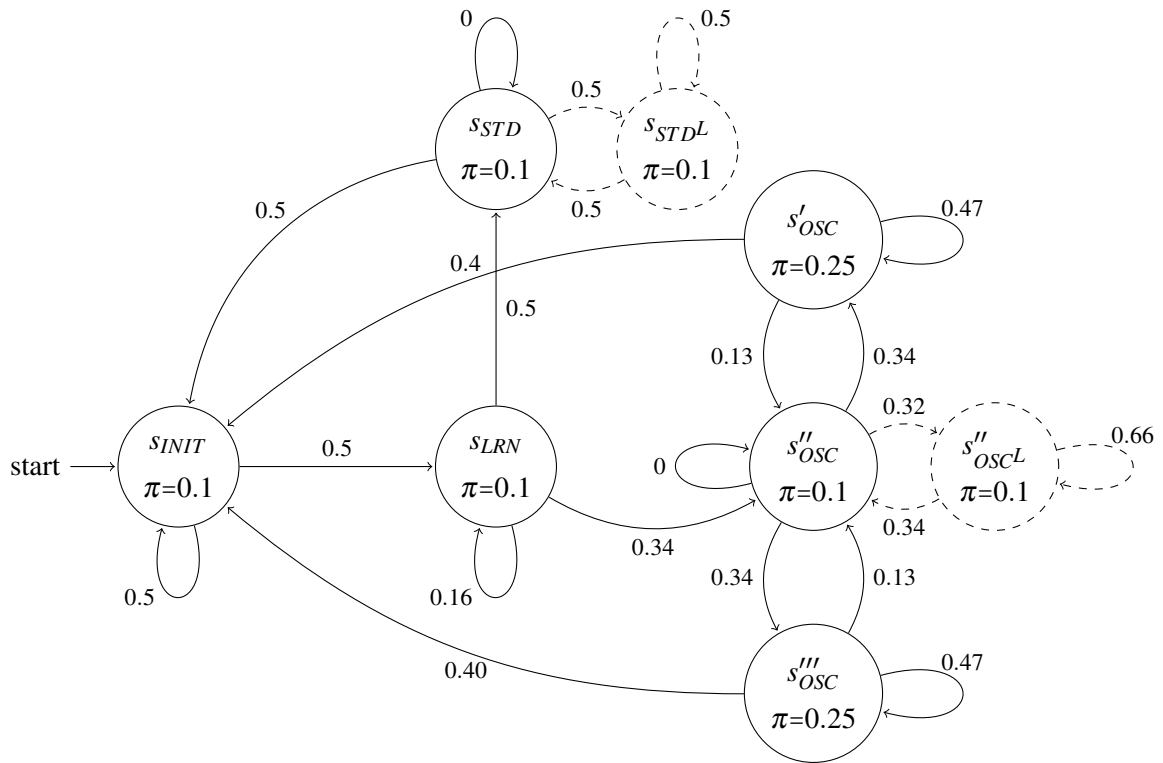 0
0.5
0.5
s_STD
π=0.1
s_STD^L
π=0.1
0.5
0.5
0.47
s′_OSC
π=0.25
0.4
0.5
0.13
0.34
0.32
0.66
start
s_INIT
π=0.1
0.5
s_LRN
π=0.1
0
s″_OSC
π=0.1
s″_OSC^L
π=0.1
0.34
0.34
0.5
0.16
0.34
0.13
0.40
0.47
s‴_OSC
π=0.25